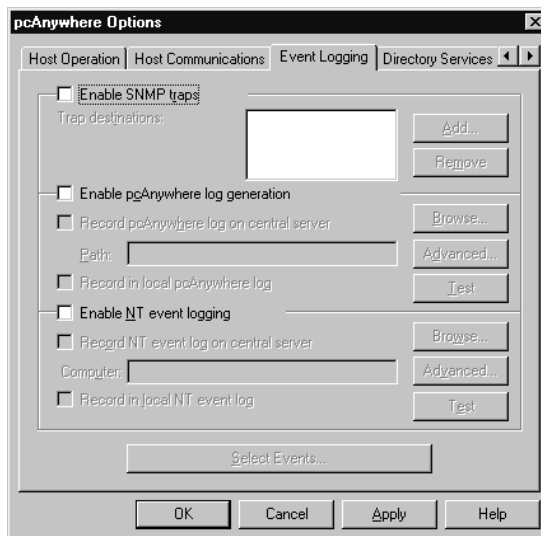 pcAnywhere Options
Host Operation Host Communications Event Logging Directory Services
Enable SNMP traps
Trap destinations:
Add...
Remove
Enable pcAnywhere log generation
Record pcAnywhere log on central server
Browse...
Path:
Advanced...
Record in local pcAnywhere log
Test
Enable NT event logging
Record NT event log on central server
Browse...
Computer:
Advanced...
Record in local NT event log
Test
Select Events...
OK Cancel Apply Help